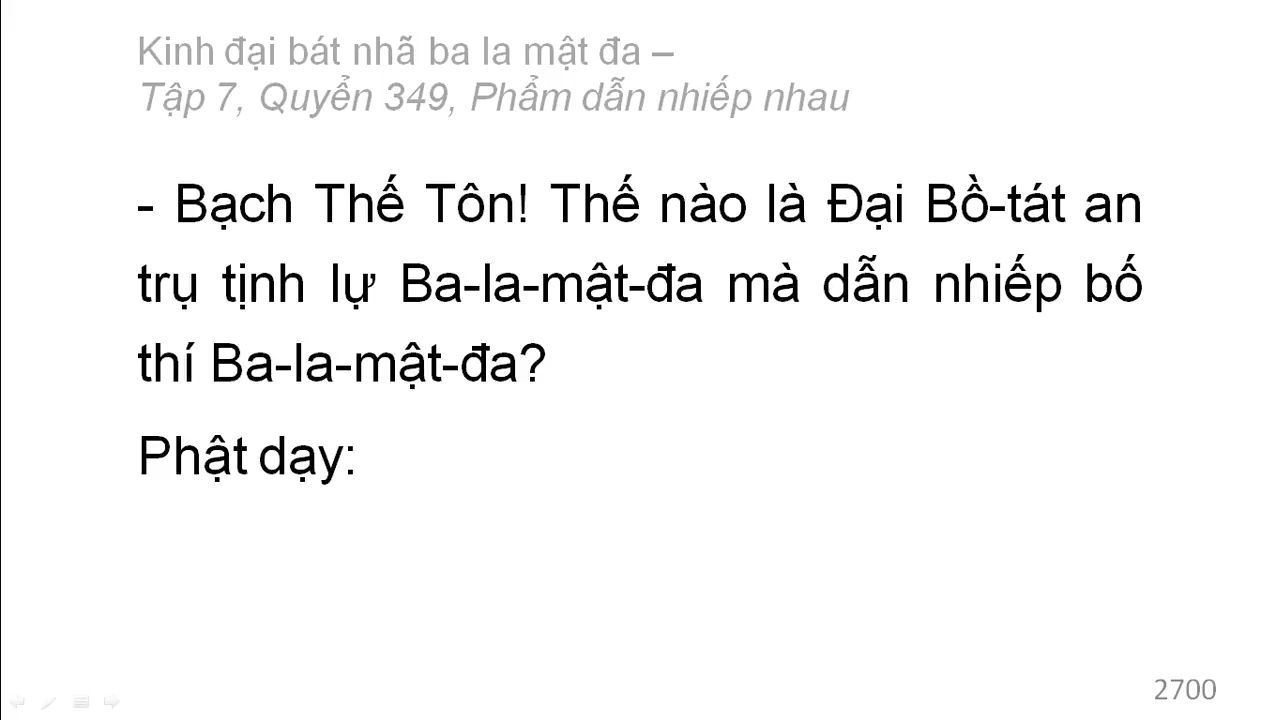 Kinh đại bát nhã ba la mật đa –
Tập 7, Quyển 349, Phẩm dẫn nhiếp nhau
- Bạch Thế Tôn! Thế nào là Đại Bồ-tát an
trụ tịnh lự Ba-la-mật-đa mà dẫn nhiếp bố
thí Ba-la-mật-đa?
Phật dạy:
2700